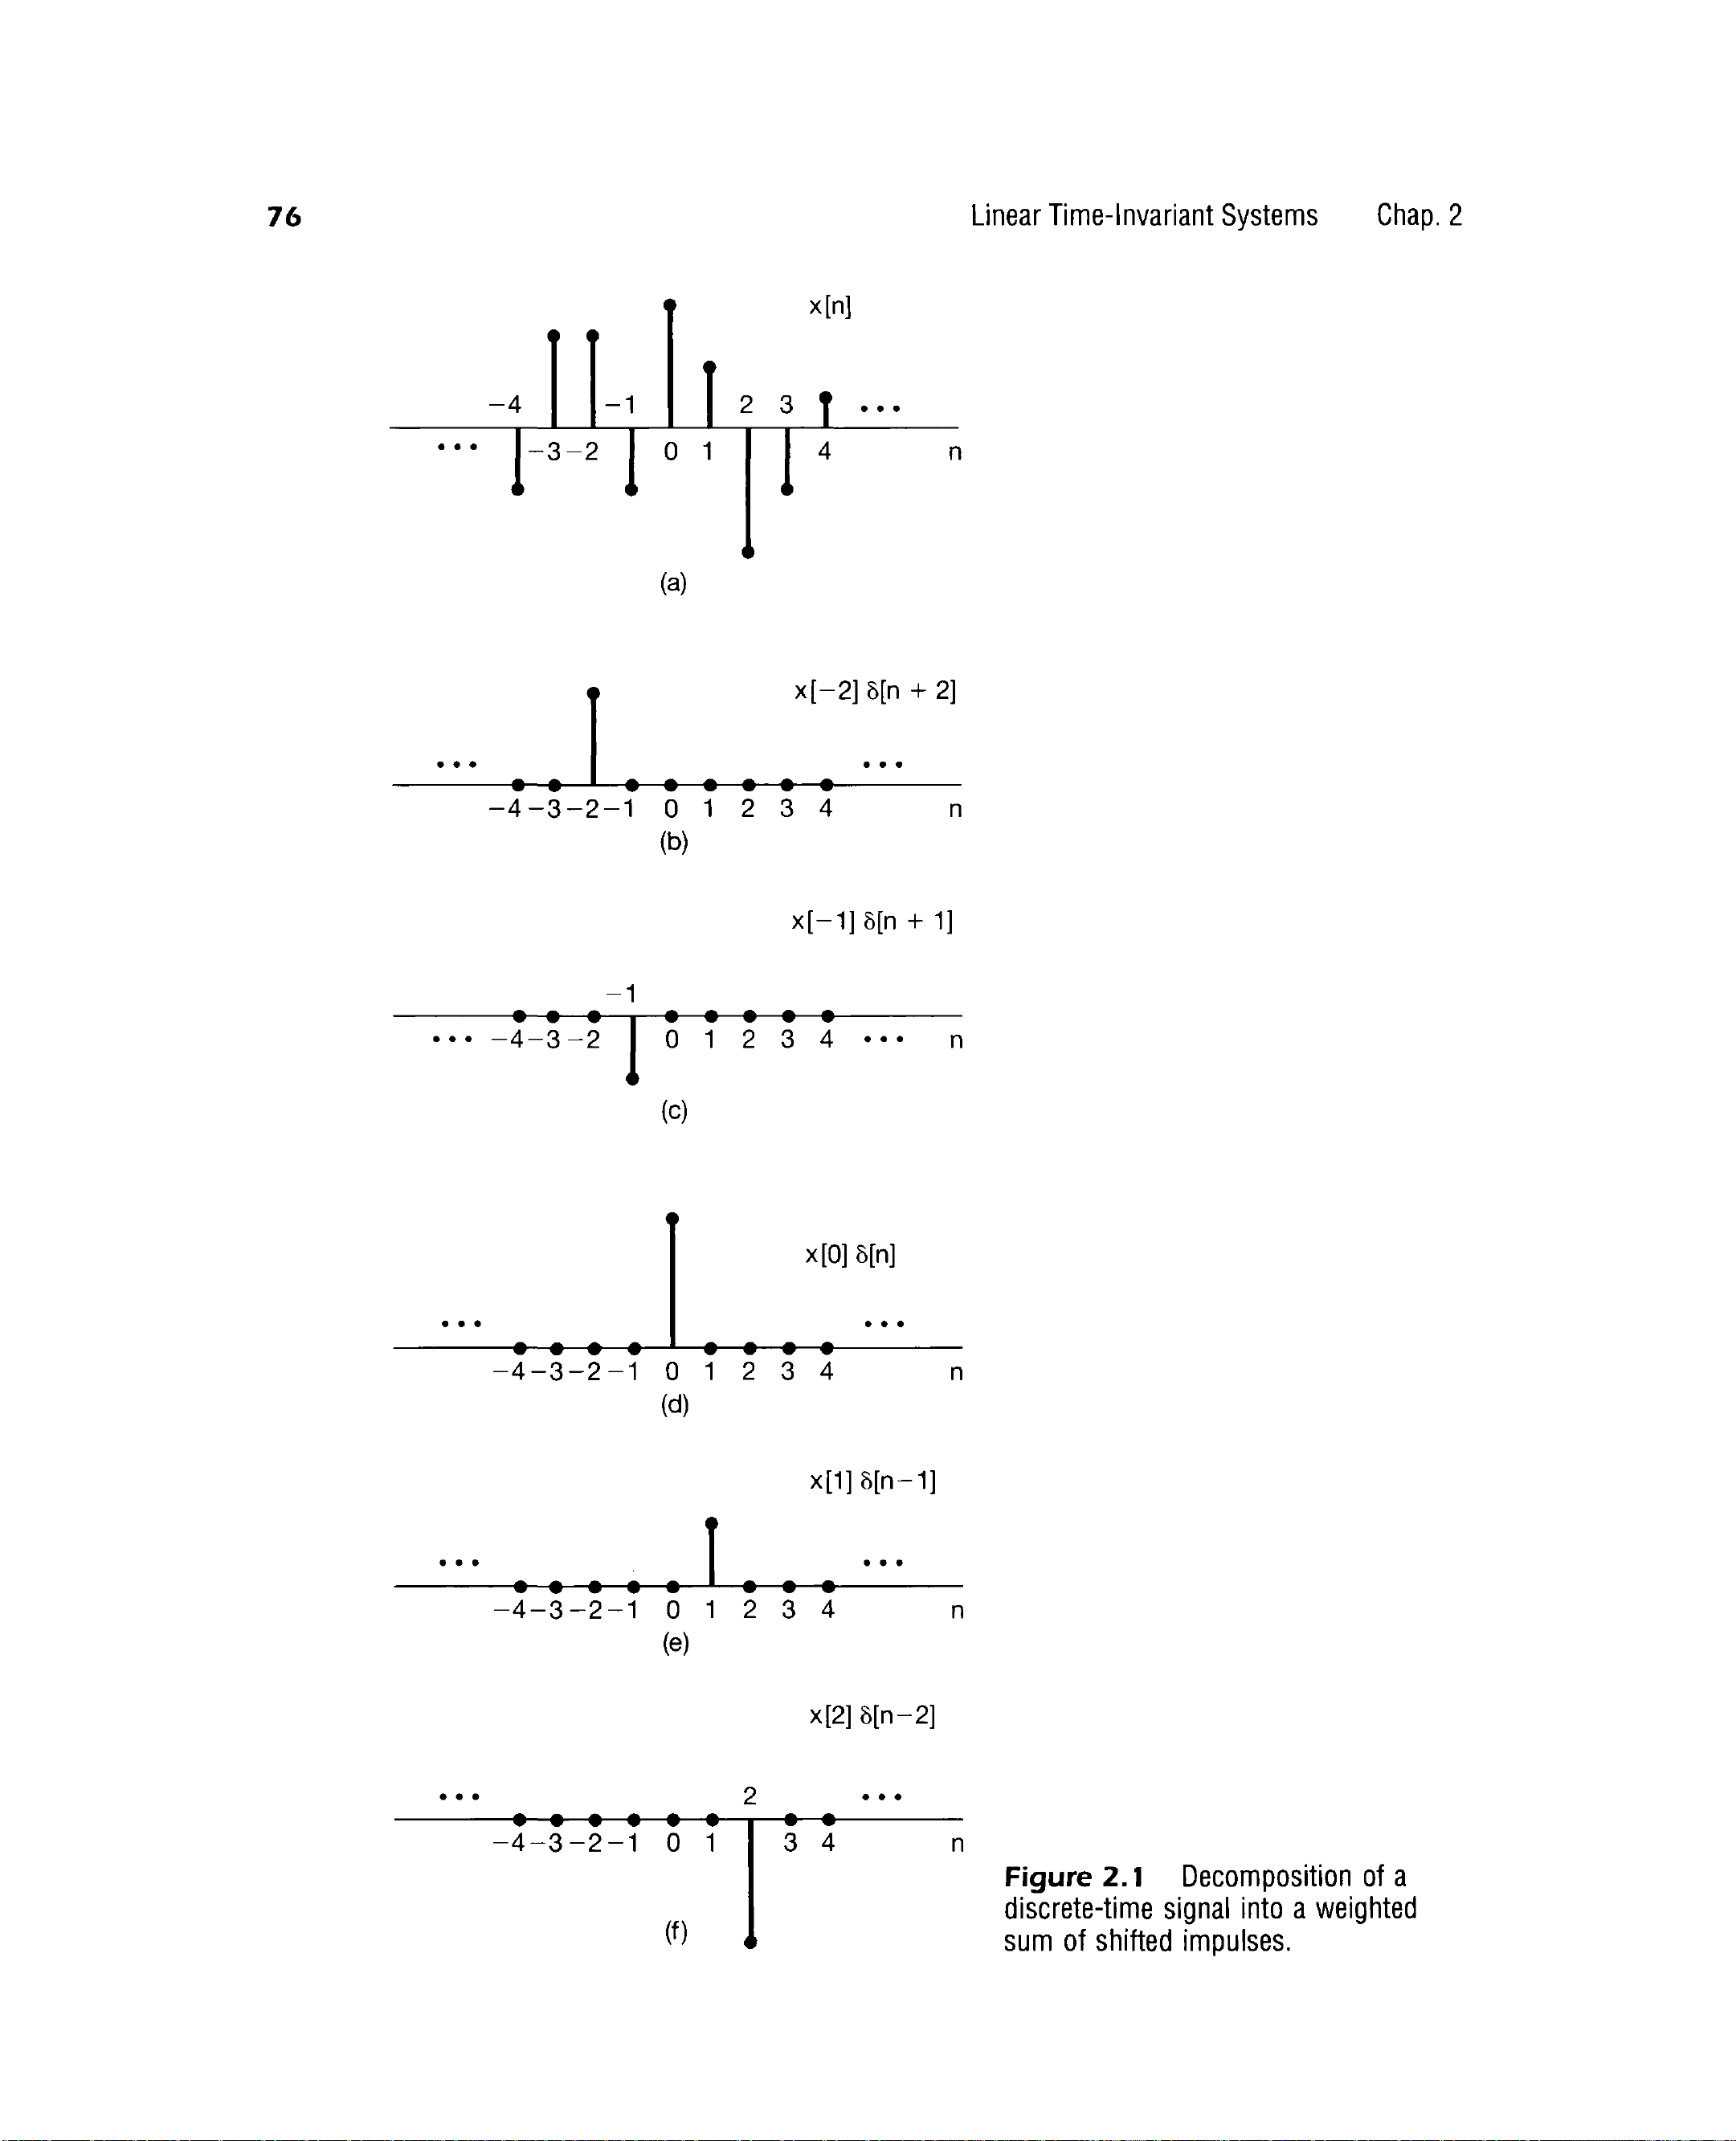 76 Linear Time-Invariant Systems Chap. 2
x[n]
−4 −1 2 3 •••
••• −3 −2 0 1 4 n
(a)
x[−2] δ[n + 2]
••• •••
−4 −3 −2 −1 0 1 2 3 4 n
(b)
x[−1] δ[n + 1]
−1
••• −4 −3 −2 0 1 2 3 4 ••• n
(c)
x[0] δ[n]
••• •••
−4 −3 −2 −1 0 1 2 3 4 n
(d)
x[1] δ[n−1]
••• •••
−4 −3 −2 −1 0 1 2 3 4 n
(e)
x[2] δ[n−2]
••• 2 •••
−4 −3 −2 −1 0 1 3 4 n
(f)
Figure 2.1 Decomposition of a
discrete-time signal into a weighted
sum of shifted impulses.